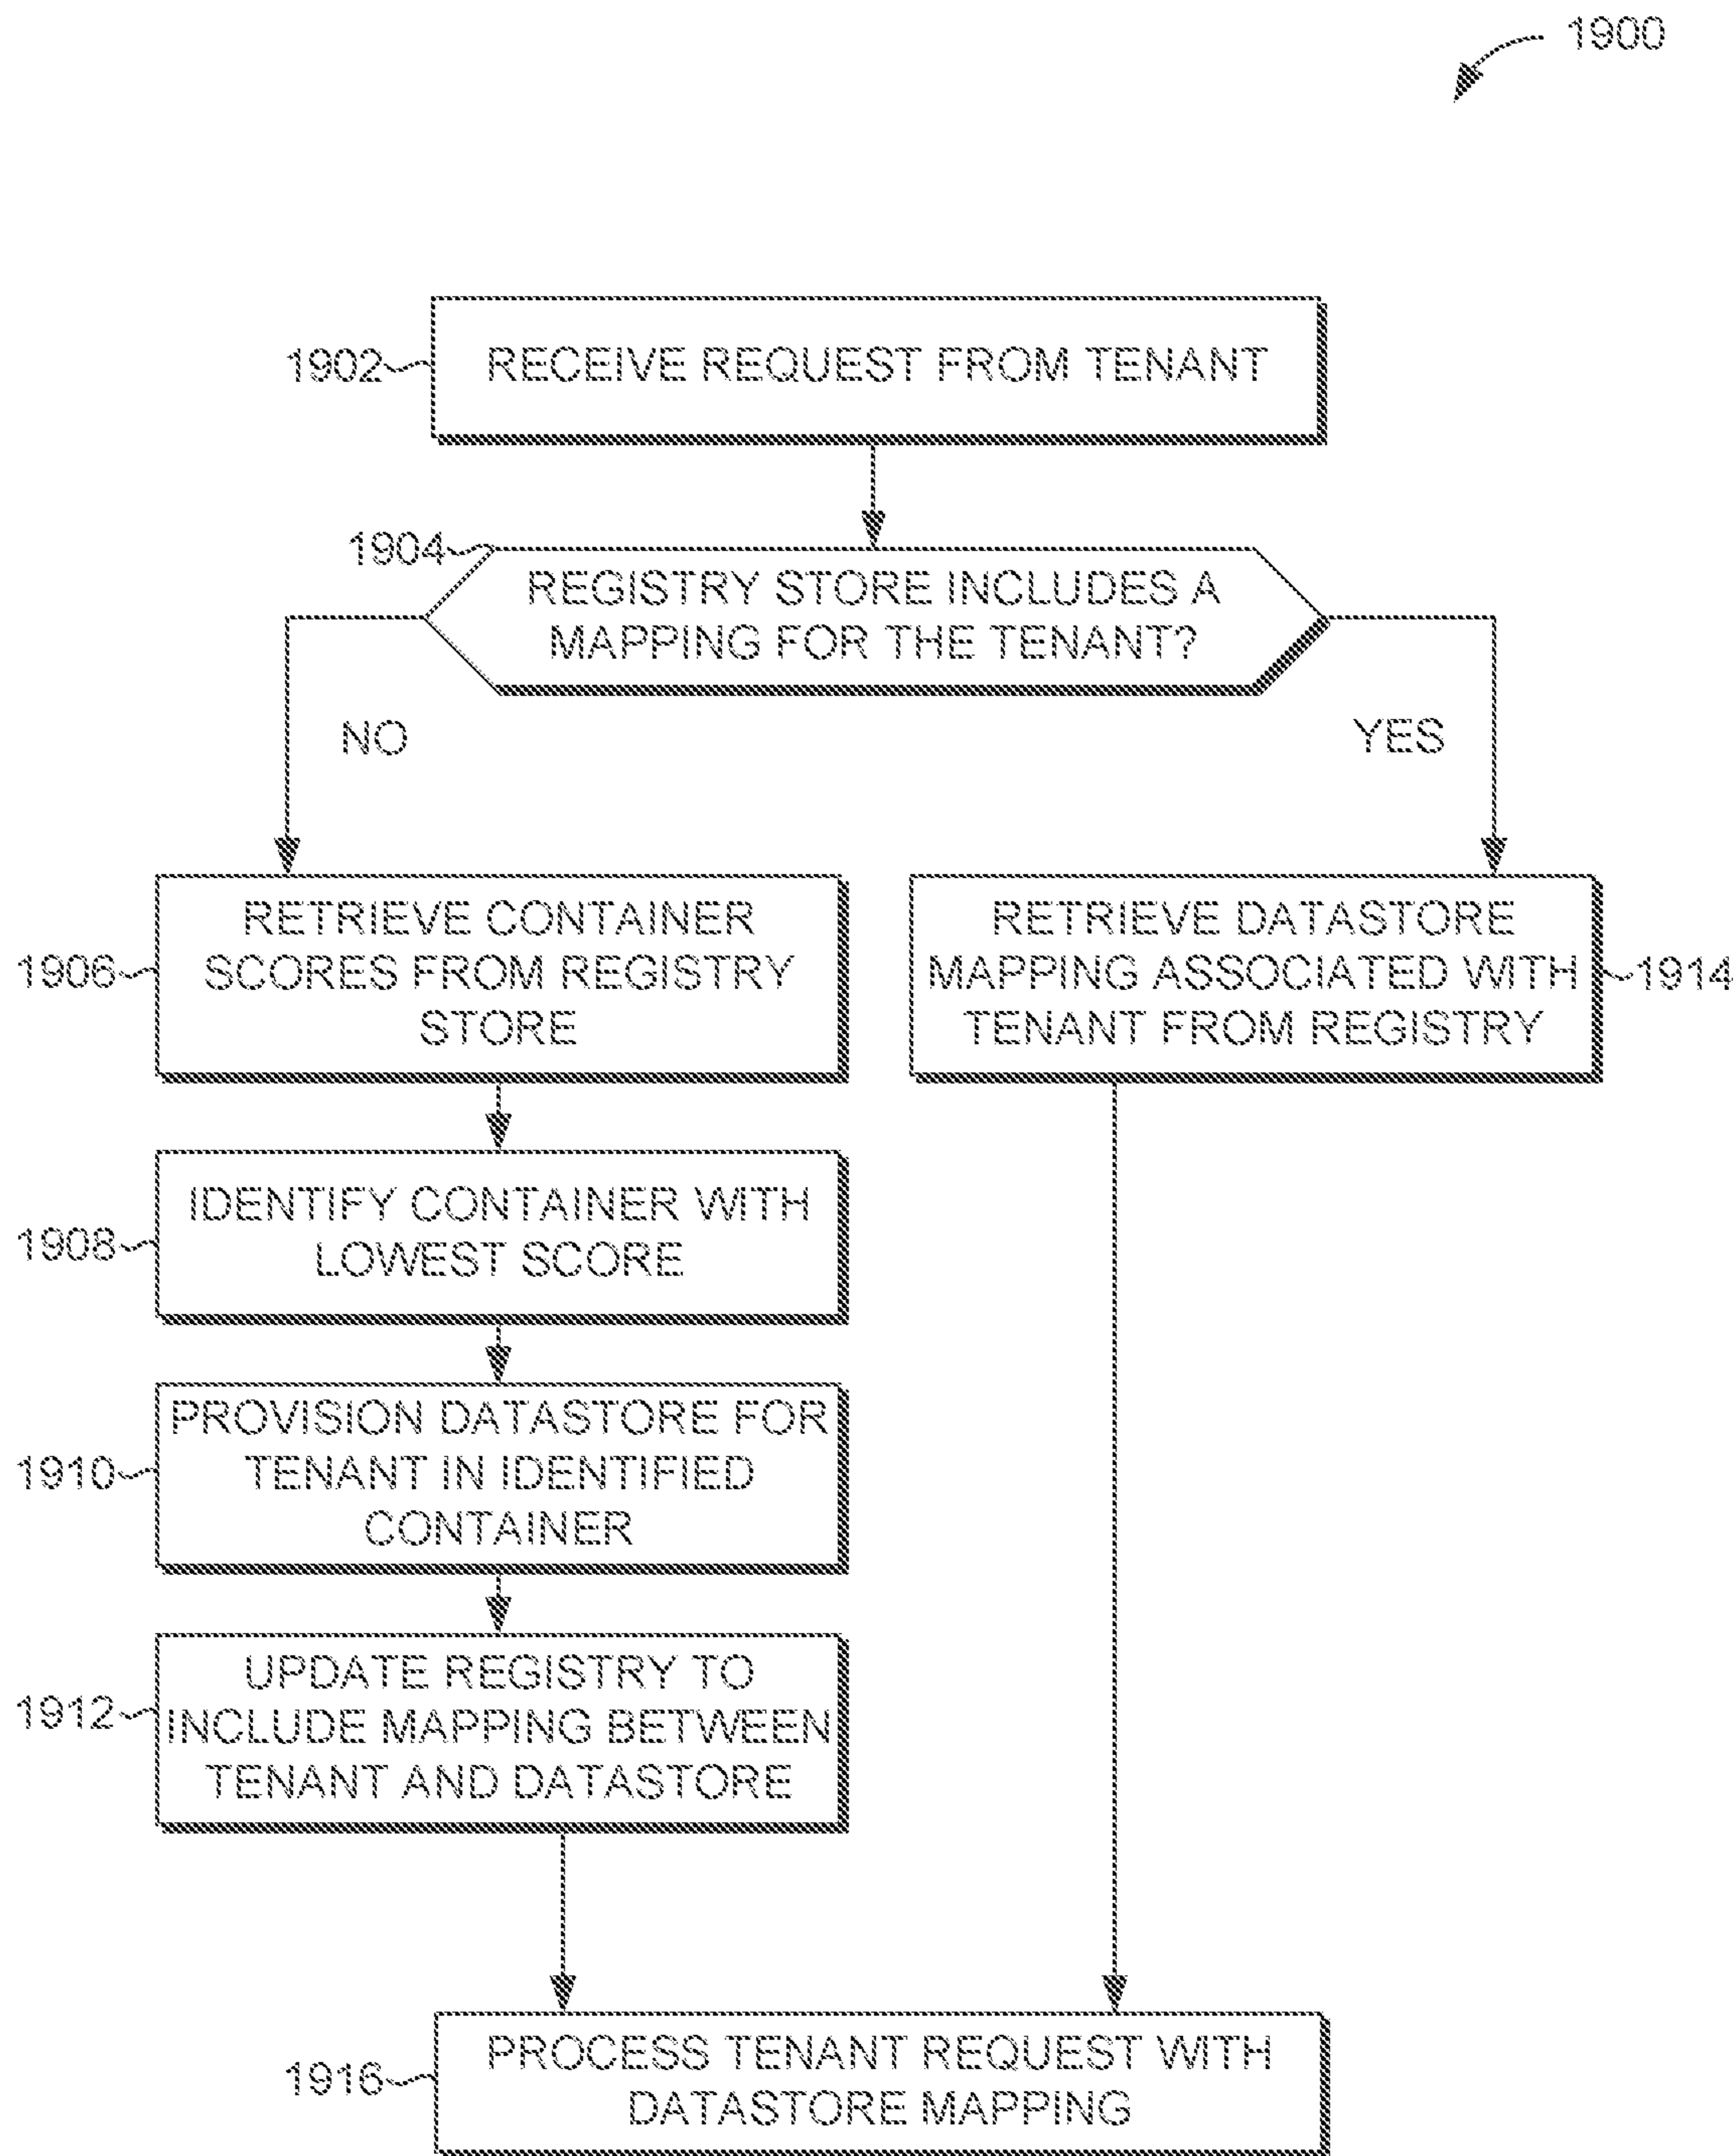 1900
1902
RECEIVE REQUEST FROM TENANT
1904
REGISTRY STORE INCLUDES A
MAPPING FOR THE TENANT?
NO
YES
1906
RETRIEVE CONTAINER
SCORES FROM REGISTRY
STORE
RETRIEVE DATASTORE
MAPPING ASSOCIATED WITH
TENANT FROM REGISTRY
1914
1908
IDENTIFY CONTAINER WITH
LOWEST SCORE
1910
PROVISION DATASTORE FOR
TENANT IN IDENTIFIED
CONTAINER
1912
UPDATE REGISTRY TO
INCLUDE MAPPING BETWEEN
TENANT AND DATASTORE
1916
PROCESS TENANT REQUEST WITH
DATASTORE MAPPING